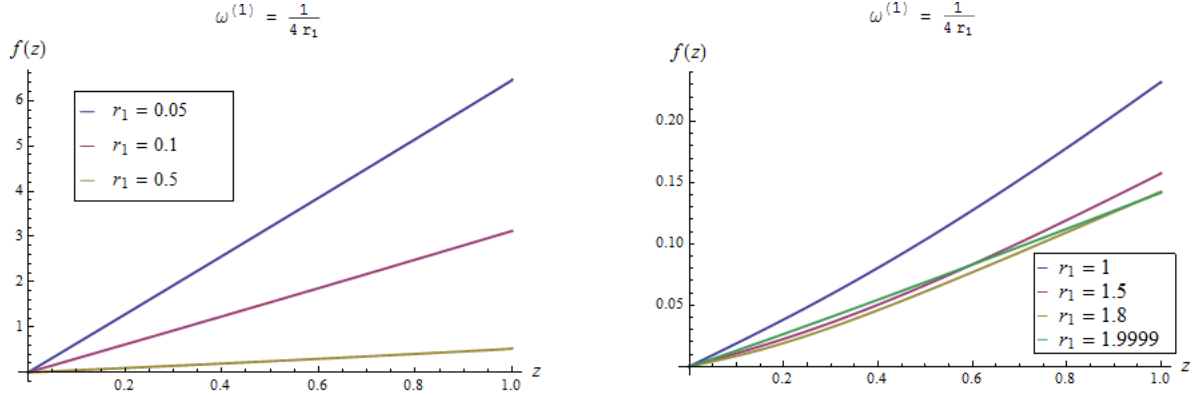 ω⁽¹⁾ = 1/(4 r₁)
f(z)
6
5
4
3
2
1
r₁ = 0.05
r₁ = 0.1
r₁ = 0.5
0.2 0.4 0.6 0.8 1.0 z
ω⁽¹⁾ = 1/(4 r₁)
f(z)
0.20
0.15
0.10
0.05
r₁ = 1
r₁ = 1.5
r₁ = 1.8
r₁ = 1.9999
0.2 0.4 0.6 0.8 1.0 z